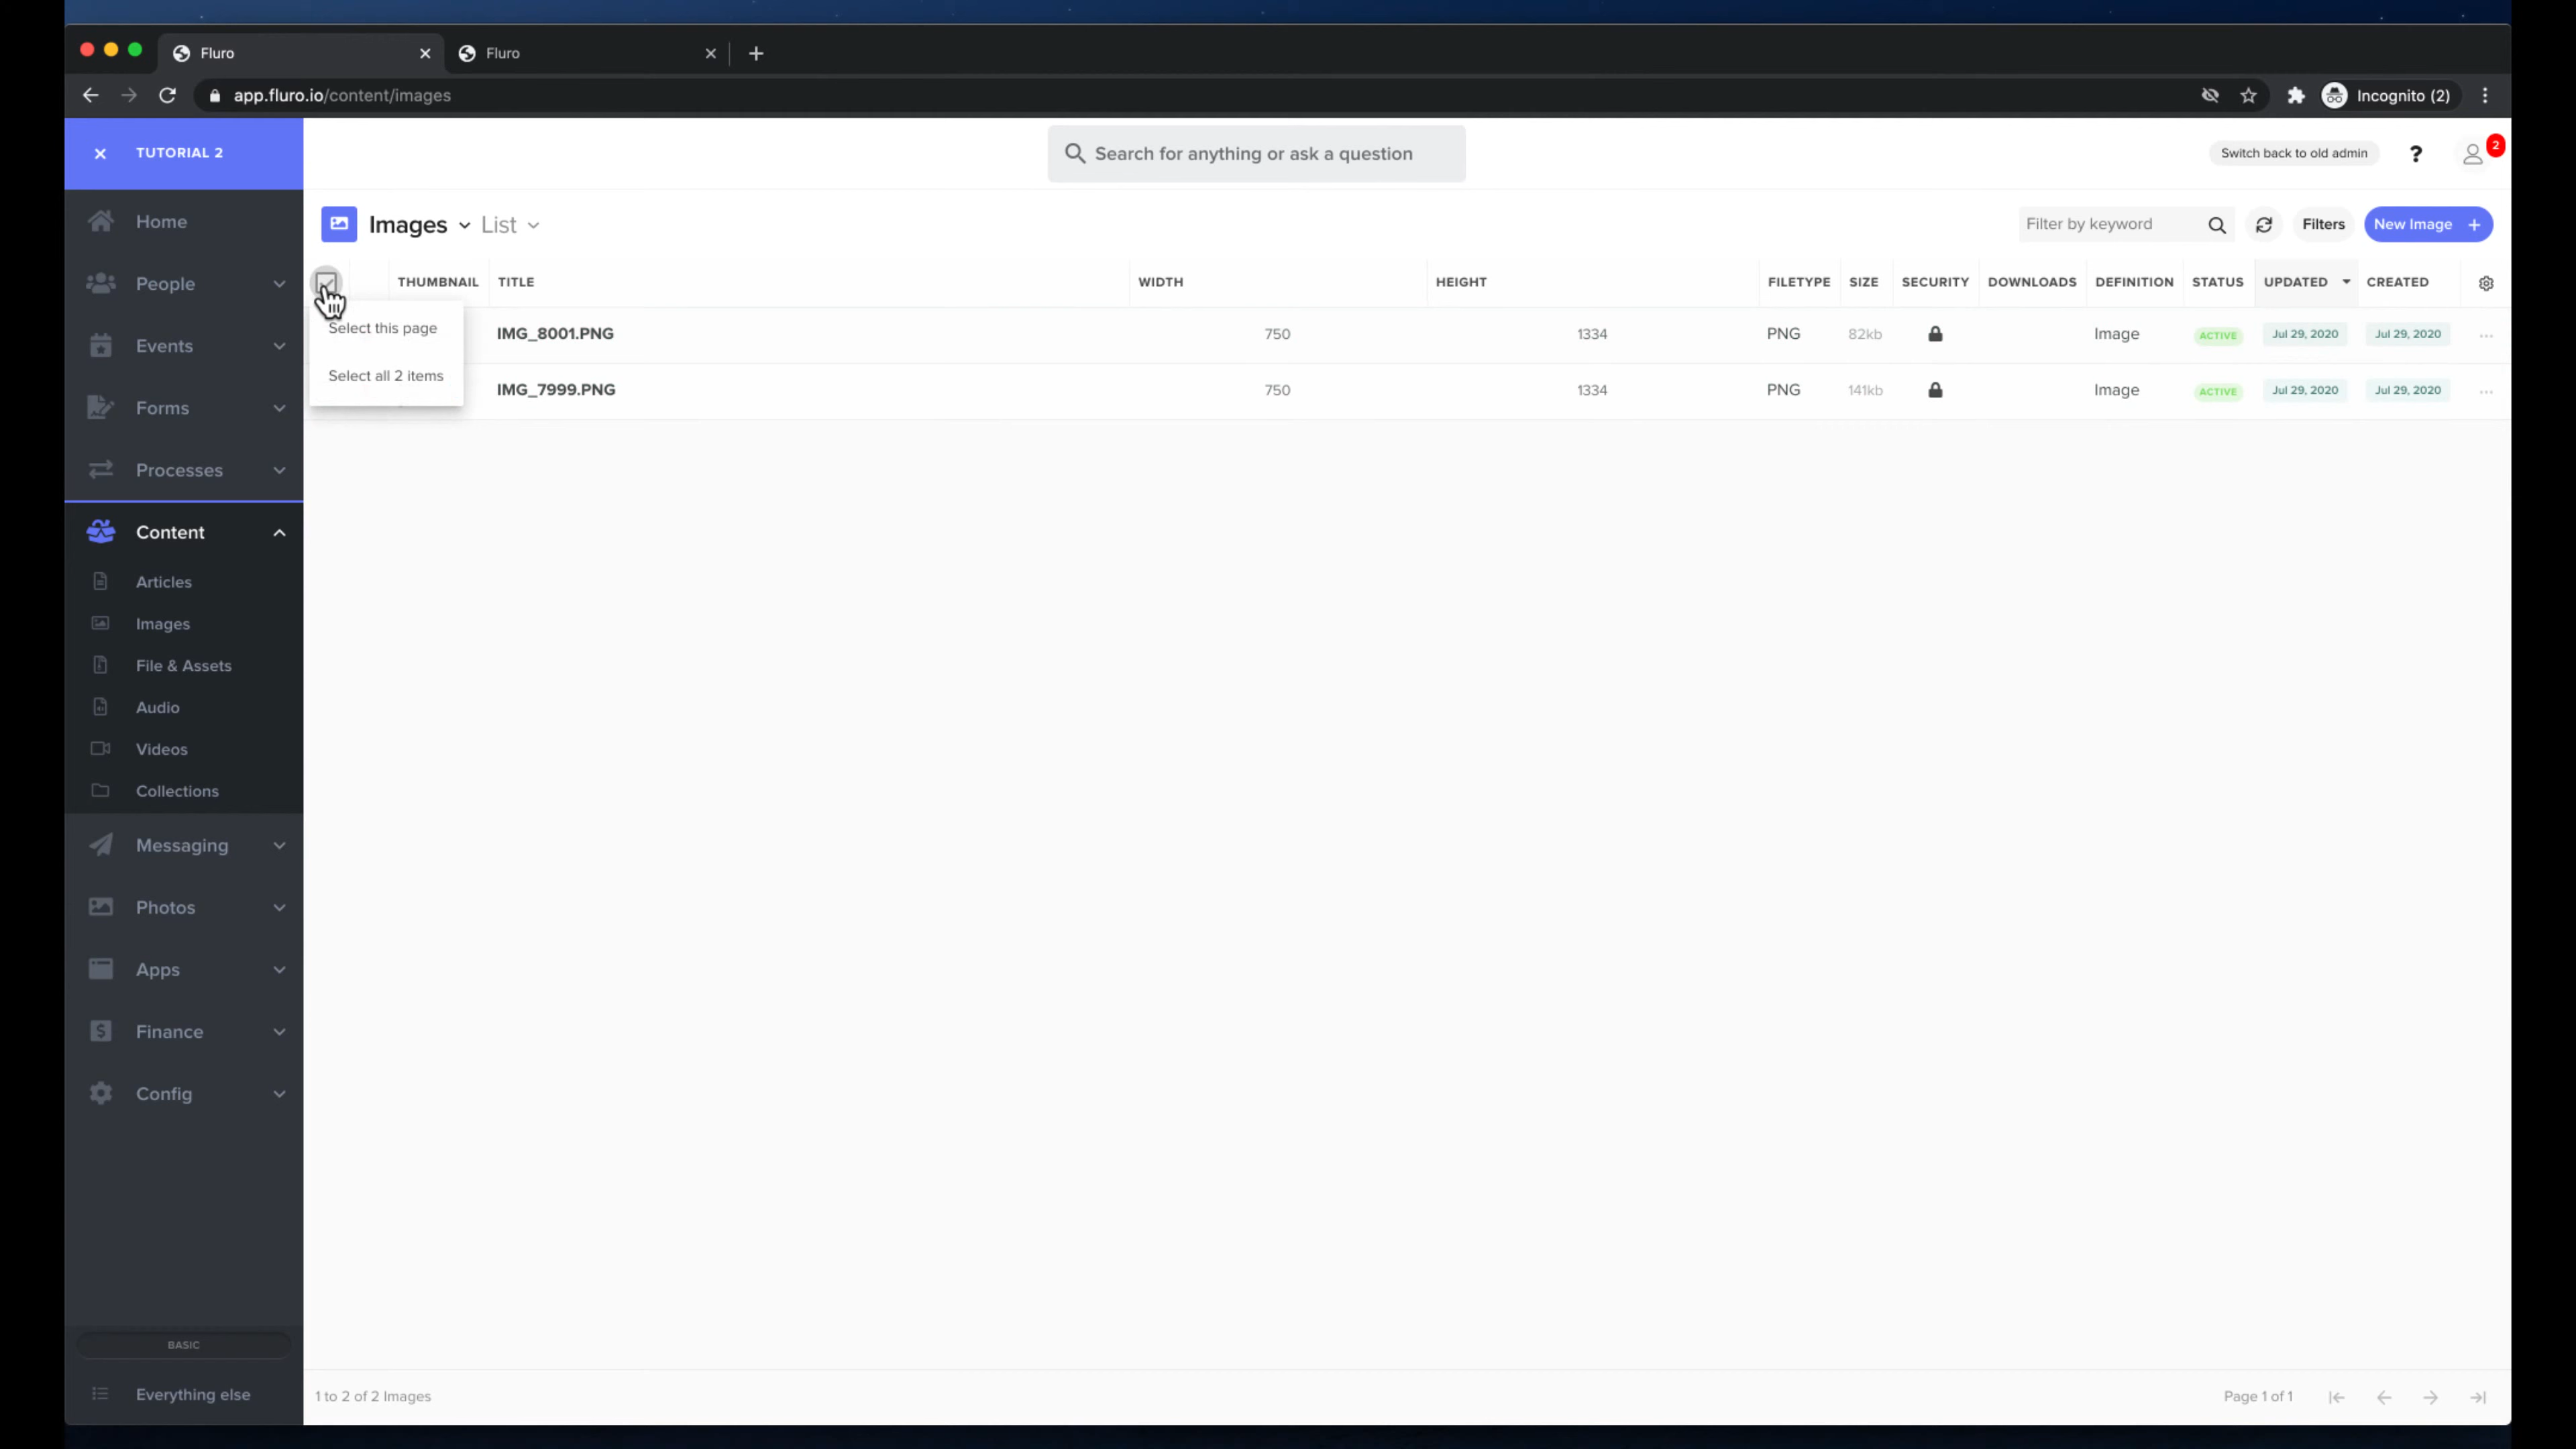 Fluro
Fluro
app.fluro.io/content/images
Incognito (2)
TUTORIAL 2
Search for anything or ask a question
Switch back to old admin
?
2
Home
People
Events
Forms
Processes
Content
Articles
Images
File & Assets
Audio
Videos
Collections
Messaging
Photos
Apps
Finance
Config
BASIC
Everything else
Images List
Filter by keyword
Filters
New Image +
THUMBNAIL TITLE WIDTH HEIGHT FILETYPE SIZE SECURITY DOWNLOADS DEFINITION STATUS UPDATED CREATED
Select this page
Select all 2 items
IMG_8001.PNG 750 1334 PNG 82kb Image ACTIVE Jul 29, 2020 Jul 29, 2020
IMG_7999.PNG 750 1334 PNG 141kb Image ACTIVE Jul 29, 2020 Jul 29, 2020
1 to 2 of 2 Images
Page 1 of 1